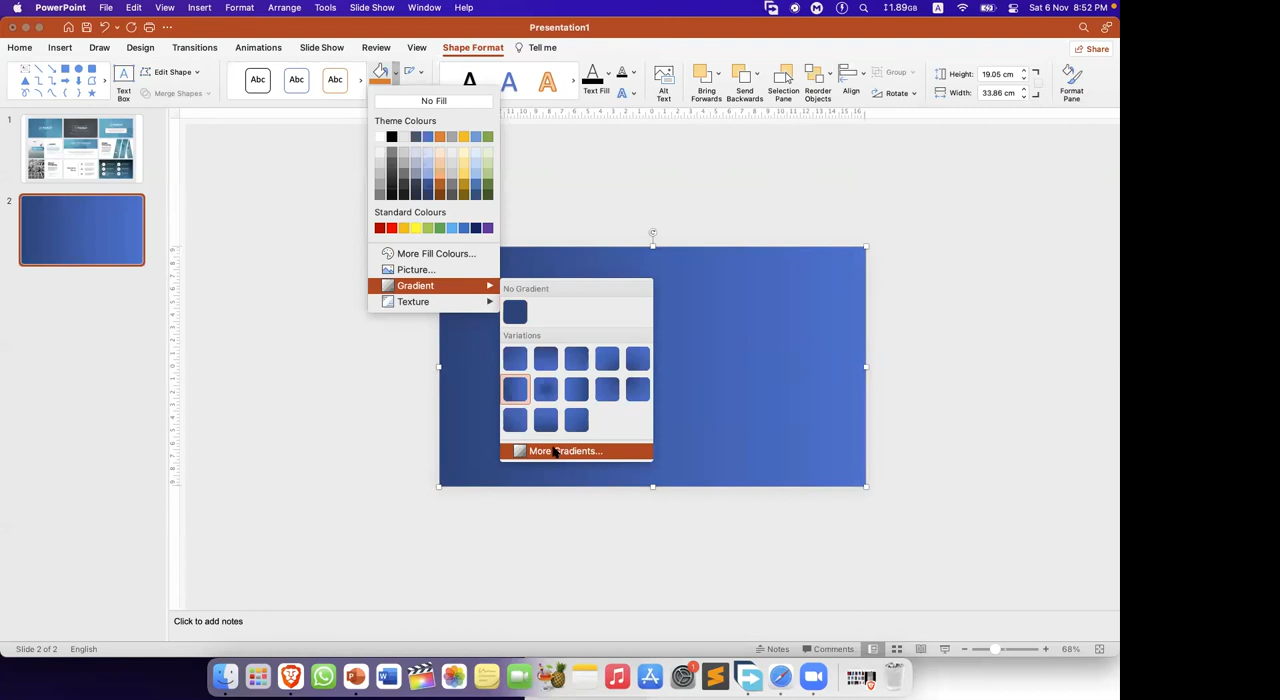 PowerPoint File Edit View Insert Format Arrange Tools Slide Show Window Help 1.89GB A Sat 6 Nov 8:52 PM
Presentation1
Home Insert Draw Design Transitions Animations Slide Show Review View Shape Format Tell me Share
Text Box
Edit Shape
Merge Shapes
Abc Abc Abc
A A A
Text Fill
Alt Text
Bring Forwards
Send Backwards
Selection Pane
Reorder Objects
Align
Group
Rotate
Height: 19.05 cm
Width: 33.86 cm
Format Pane
No Fill
Theme Colours
Standard Colours
More Fill Colours...
Picture...
Gradient
Texture
No Gradient
Variations
More Gradients...
1
2
Click to add notes
Slide 2 of 2 English Notes Comments 68%